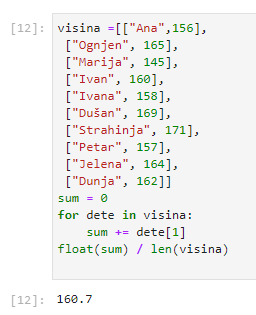 [12]: visina =[["Ana",156],
["Ognjen", 165],
["Marija", 145],
["Ivan", 160],
["Ivana", 158],
["Dušan", 169],
["Strahinja", 171],
["Petar", 157],
["Jelena", 164],
["Dunja", 162]]
sum = 0
for dete in visina:
    sum += dete[1]
float(sum) / len(visina)
[12]: 160.7